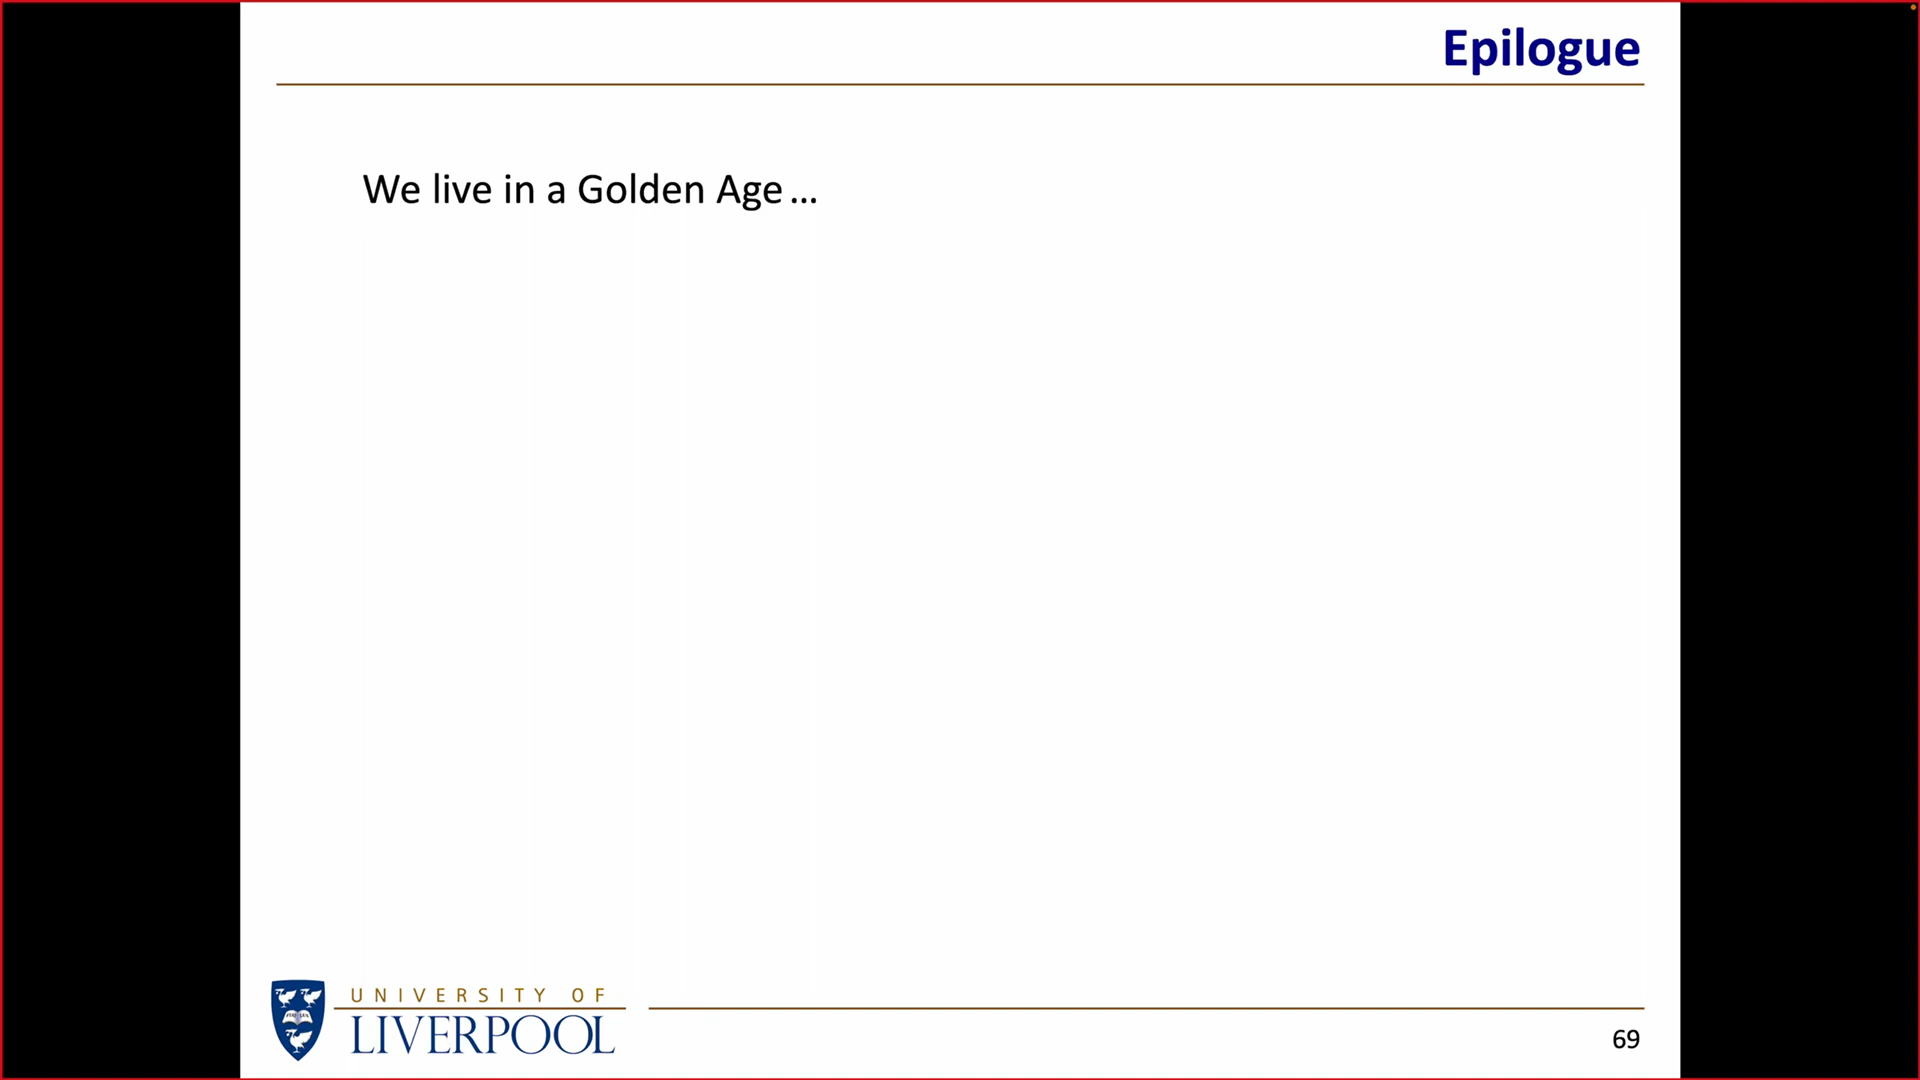 Epilogue
We live in a Golden Age ...
UNIVERSITY OF
LIVERPOOL
69